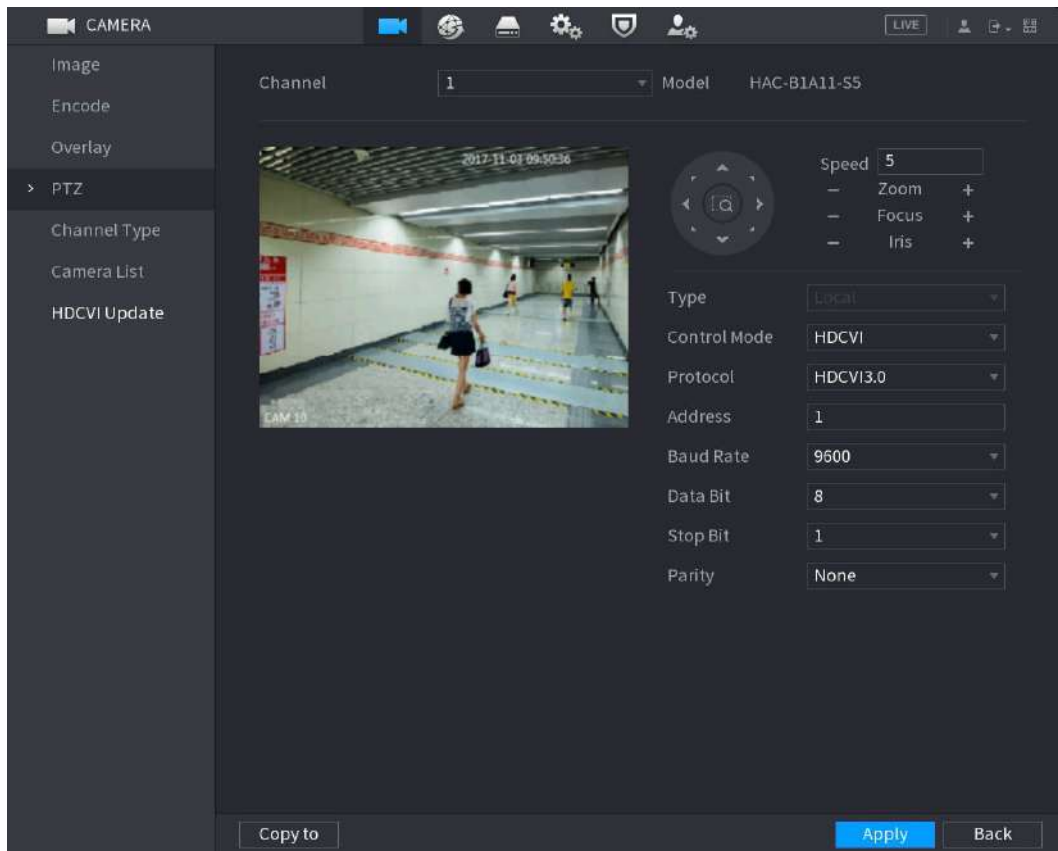 CAMERA
LIVE
Image
Encode
Overlay
PTZ
Channel Type
Camera List
HDCVI Update
Channel 1 Model HAC-B1A11-S5
2017-11-01 09:50:36
CAM 10
Speed 5
Zoom
Focus
Iris
Type Local
Control Mode HDCVI
Protocol HDCVI3.0
Address 1
Baud Rate 9600
Data Bit 8
Stop Bit 1
Parity None
Copy to Apply Back